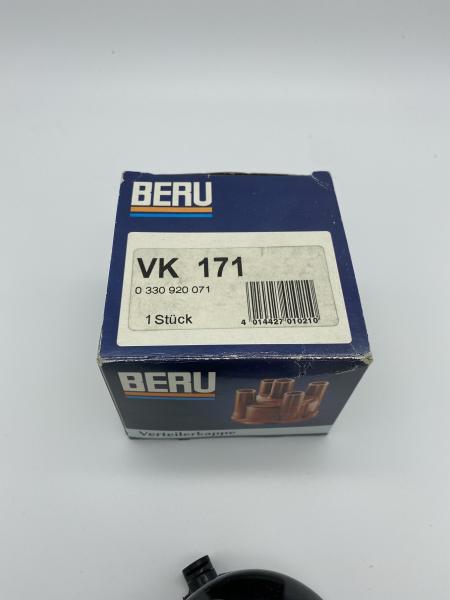 BERU
VK 171
0 330 920 071
1 Stück
4 014427 010210
BERU
Verteilerkappe